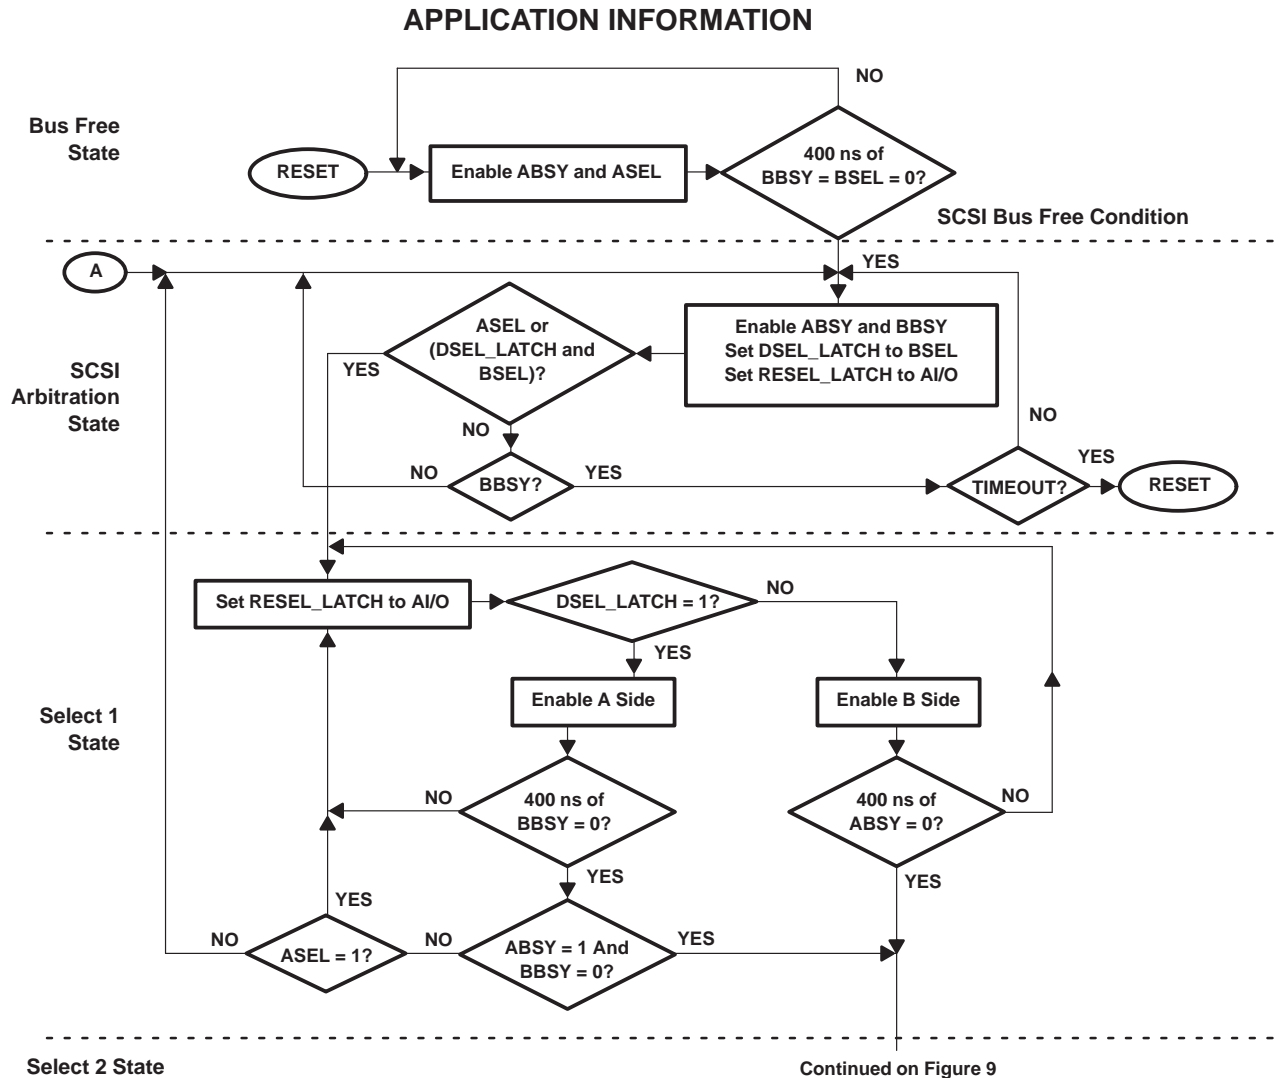 APPLICATION INFORMATION
NO
Bus Free
State
RESET
Enable ABSY and ASEL
400 ns of
BBSY = BSEL = 0?
SCSI Bus Free Condition
A
YES
SCSI
Arbitration
State
YES
ASEL or
(DSEL_LATCH and
BSEL)?
Enable ABSY and BBSY
Set DSEL_LATCH to BSEL
Set RESEL_LATCH to AI/O
NO
NO
NO
BBSY?
YES
TIMEOUT?
YES
RESET
Set RESEL_LATCH to AI/O
DSEL_LATCH = 1?
NO
YES
Select 1
State
Enable A Side
Enable B Side
NO
400 ns of
BBSY = 0?
400 ns of
ABSY = 0?
NO
YES
YES
YES
NO
ASEL = 1?
NO
ABSY = 1 And
BBSY = 0?
YES
Select 2 State
Continued on Figure 9